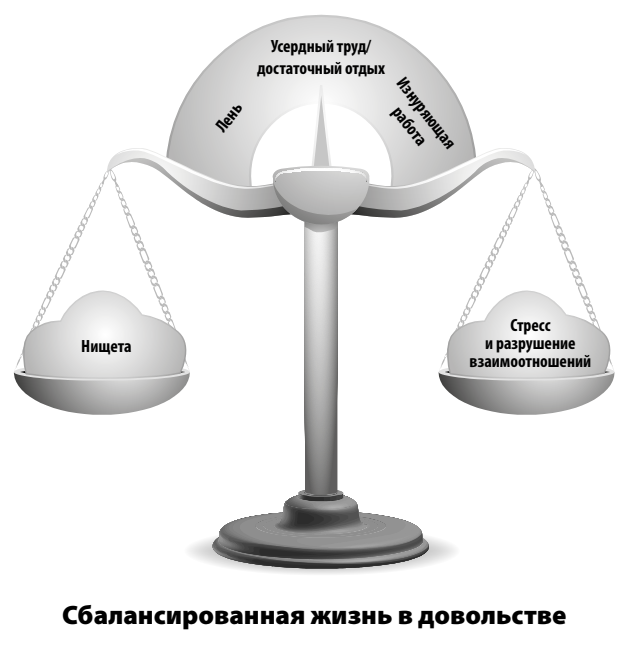 Усердный труд/
достаточный отдых
Лень
Изнуряющая
работа
Нищета
Стресс
и разрушение
взаимоотношений
Сбалансированная жизнь в довольстве